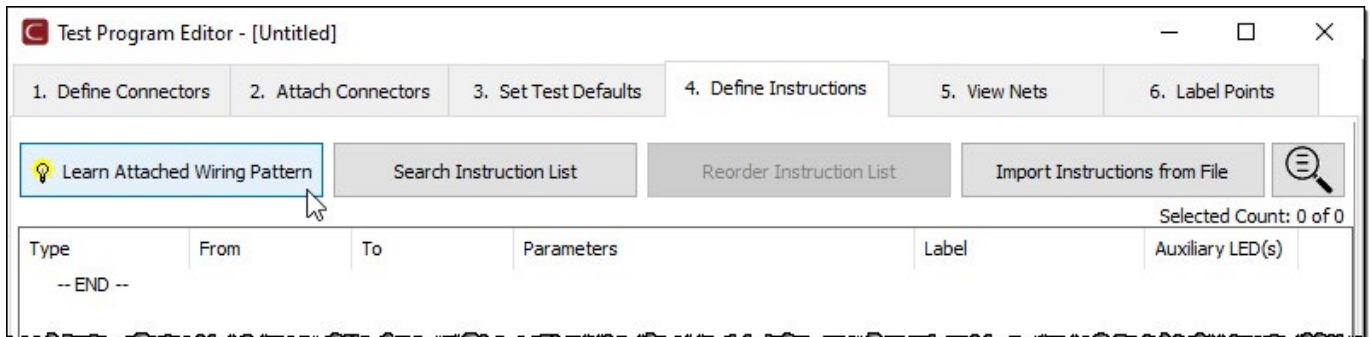 Test Program Editor - [Untitled]
1. Define Connectors 2. Attach Connectors 3. Set Test Defaults 4. Define Instructions 5. View Nets 6. Label Points
Learn Attached Wiring Pattern Search Instruction List Reorder Instruction List Import Instructions from File
Selected Count: 0 of 0
Type From To Parameters Label Auxiliary LED(s)
-- END --